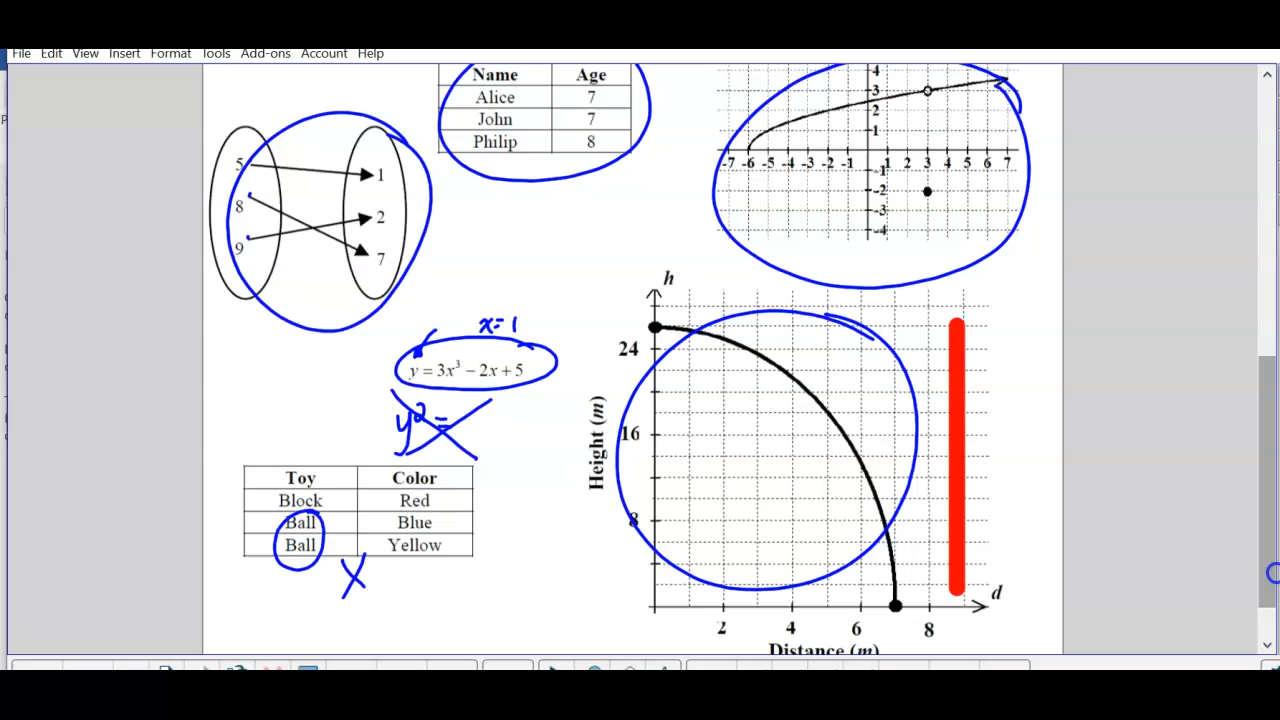 File Edit View Insert Format Tools Add-ons Account Help
Name Age
Alice 7
John 7
Philip 8
5
8
9
1
2
7
4
3
2
1
-7 -6 -5 -4 -3 -2 -1 1 2 3 4 5 6 7
-1
-2
-3
-4
x=1
y = 3x³ − 2x + 5
y² =
Toy Color
Block Red
Ball Blue
Ball Yellow
X
h
24
16
8
Height (m)
2 4 6 8
d
Distance (m)